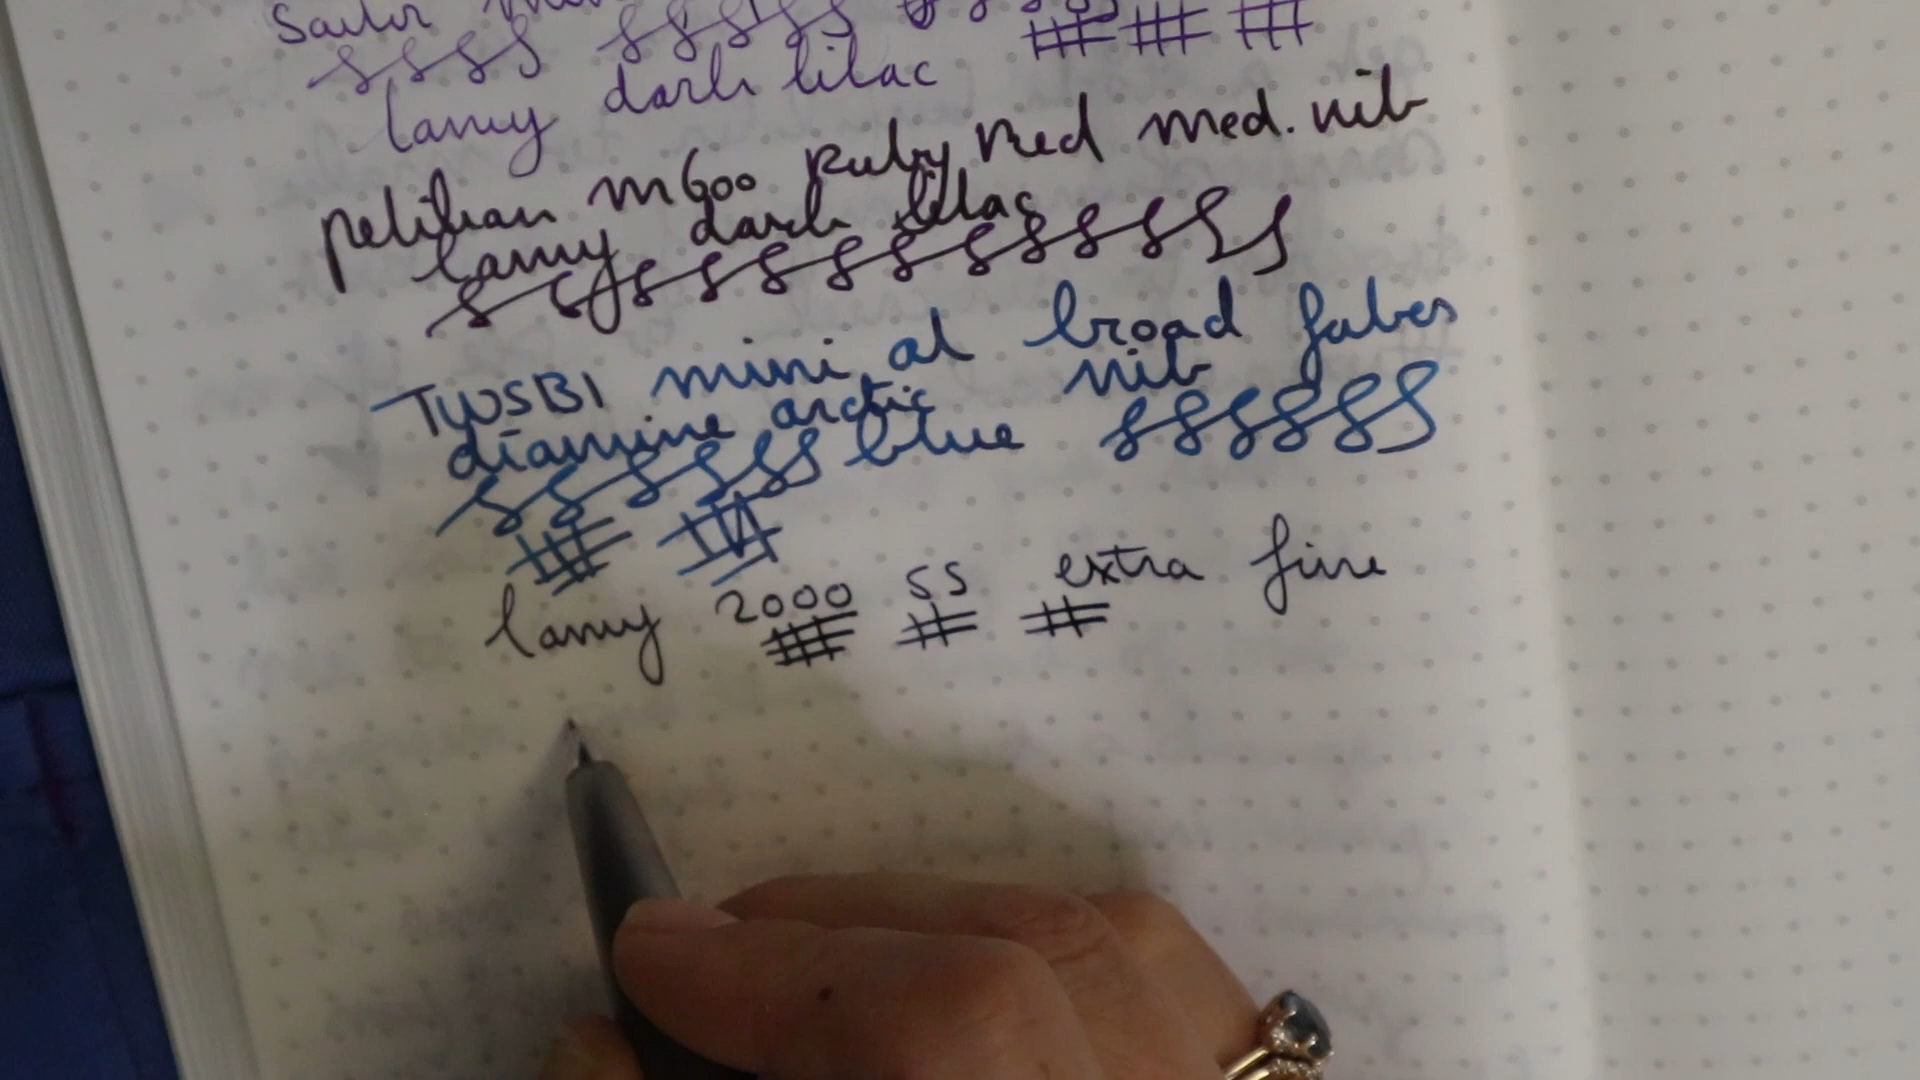 Sailor
lamy dark lilac
pelikan m600 Ruby Red med. nib
lamy dark lilac
TWSBI mini al broad faber
nib
diamine arctic
blue
lamy 2000 SS extra fine